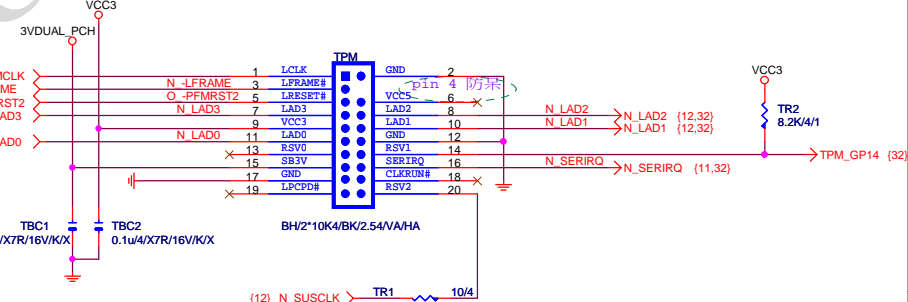 VCC3
3VDUAL_PCH
TPM
MCLK 1 LCLK GND 2
ME N_-LFRAME 3 LFRAME# pin 4 防呆
RST2 O_-PFMRST2 5 LRESET# VCC5 6
AD3 N_LAD3 7 LAD3 LAD2 8 N_LAD2 N_LAD2 {12,32}
9 VCC3 LAD1 10 N_LAD1 N_LAD1 {12,32}
AD0 N_LAD0 11 LAD0 GND 12
13 RSV0 RSV1 14 TPM_GP14 {32}
15 SB3V SERIRQ 16 N_SERIRQ N_SERIRQ {11,32}
17 GND CLKRUN# 18
19 LPCPD# RSV2 20
VCC3
TR2
8.2K/4/1
BH/2*10K4/BK/2.54/VA/HA
TBC1 TBC2
/X7R/16V/K/X 0.1u/4/X7R/16V/K/X
{12} N_SUSCLK TR1 10/4